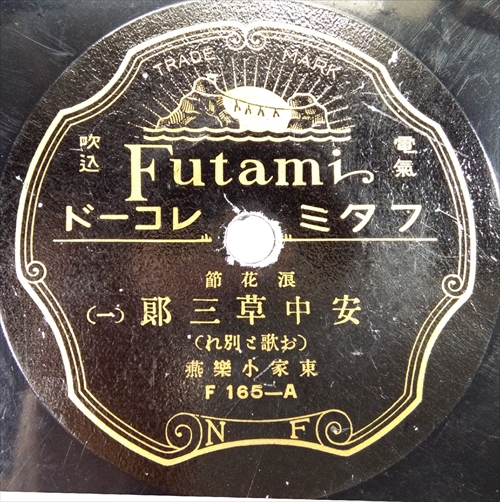 TRADE MARK
電氣
吹込
Futami
フタミ レコード
浪花節
安中草三郎 (一)
(お歌と別れ)
東家小樂燕
F 165—A
N F